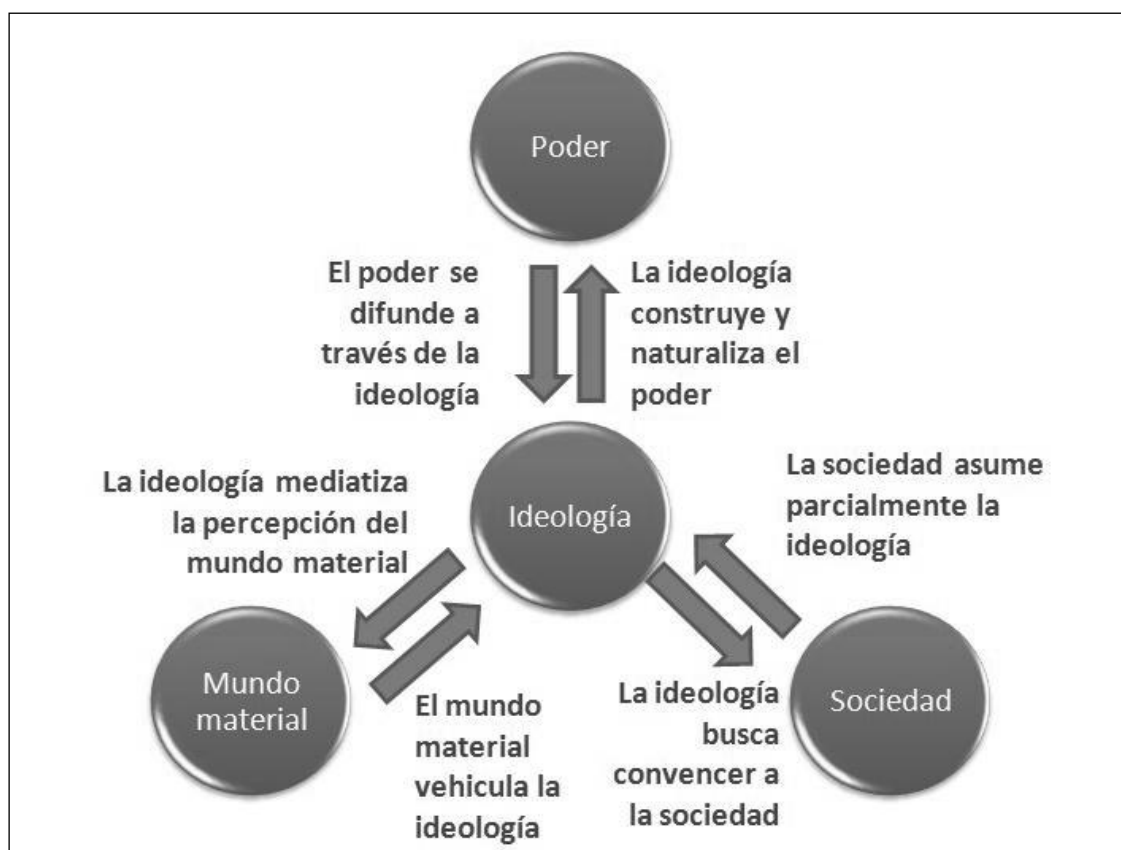 Poder
El poder se
difunde a
través de la
ideología
La ideología
construye y
naturaliza el
poder
La ideología mediatiza
la percepción del
mundo material
Ideología
La sociedad asume
parcialmente la
ideología
Mundo
material
El mundo
material
vehicula la
ideología
La ideología
busca
convencer a
la sociedad
Sociedad